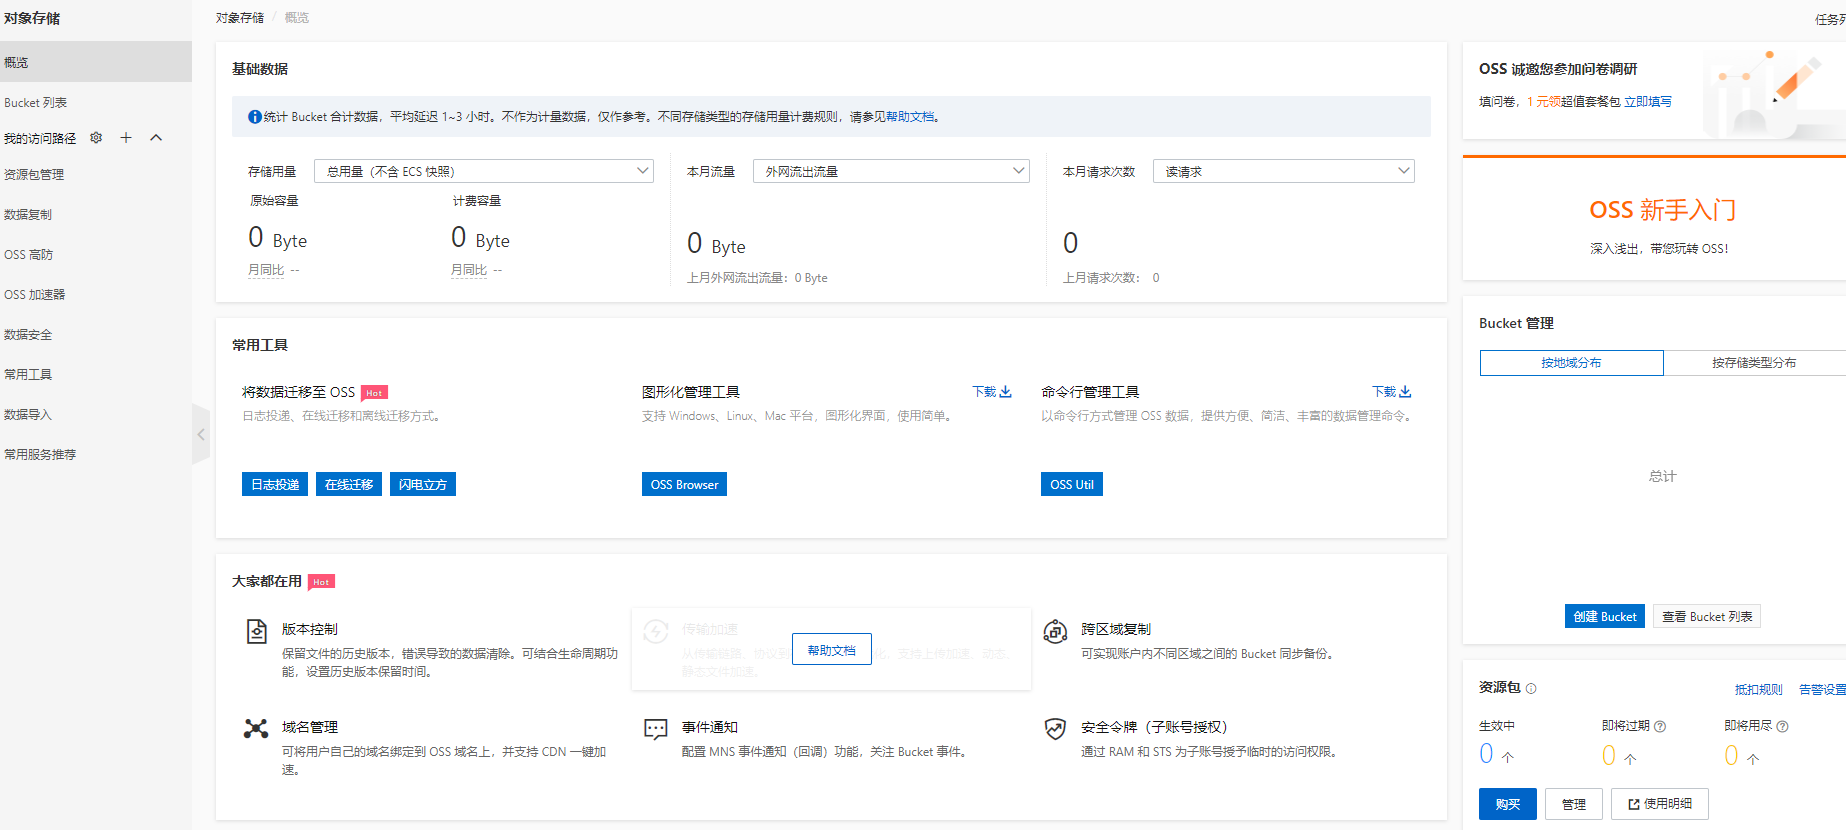 对象存储
概览
Bucket 列表
我的访问路径
资源包管理
数据复制
OSS 高防
OSS 加速器
数据安全
常用工具
数据导入
常用服务推荐
对象存储 / 概览
任务列
基础数据
统计 Bucket 合计数据，平均延迟 1~3 小时。不作为计量数据，仅作参考。不同存储类型的存储用量计费规则，请参见帮助文档。
存储用量 总用量（不含 ECS 快照）
原始容量 计费容量
0 Byte 0 Byte
月同比 -- 月同比 --
本月流量 外网流出流量
0 Byte
上月外网流出流量：0 Byte
本月请求次数 读请求
0
上月请求次数： 0
常用工具
将数据迁移至 OSS Hot
日志投递、在线迁移和离线迁移方式。
日志投递 在线迁移 闪电立方
图形化管理工具 下载
支持 Windows、Linux、Mac 平台，图形化界面，使用简单。
OSS Browser
命令行管理工具 下载
以命令行方式管理 OSS 数据，提供方便、简洁、丰富的数据管理命令。
OSS Util
大家都在用 Hot
版本控制
保留文件的历史版本，错误导致的数据清除。可结合生命周期功
能，设置历史版本保留时间。
传输加速
从传输链路、协议到 化，支持上传加速、动态、
静态文件加速。
帮助文档
跨区域复制
可实现账户内不同区域之间的 Bucket 同步备份。
域名管理
可将用户自己的域名绑定到 OSS 域名上，并支持 CDN 一键加
速。
事件通知
配置 MNS 事件通知（回调）功能，关注 Bucket 事件。
安全令牌（子账号授权）
通过 RAM 和 STS 为子账号授予临时的访问权限。
OSS 诚邀您参加问卷调研
填问卷，1 元领超值套餐包 立即填写
OSS 新手入门
深入浅出，带您玩转 OSS！
Bucket 管理
按地域分布 按存储类型分布
总计
创建 Bucket 查看 Bucket 列表
资源包 抵扣规则 告警设置
生效中 即将过期 即将用尽
0 个 0 个 0 个
购买 管理 使用明细